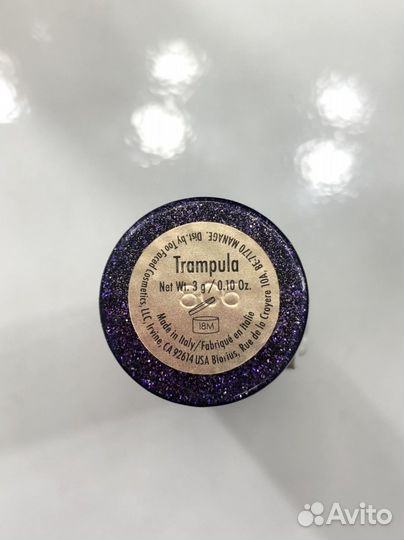 Trampula
Net Wt. 3 g / 0.10 Oz.
18M
Made in Italy/Fabriqué en Italie
Dist. by Too Faced Cosmetics, LLC, Irvine, CA 92614 USA Biorius, Rue de la Crayere 10A, BE-7170 MANAGE.
Avito